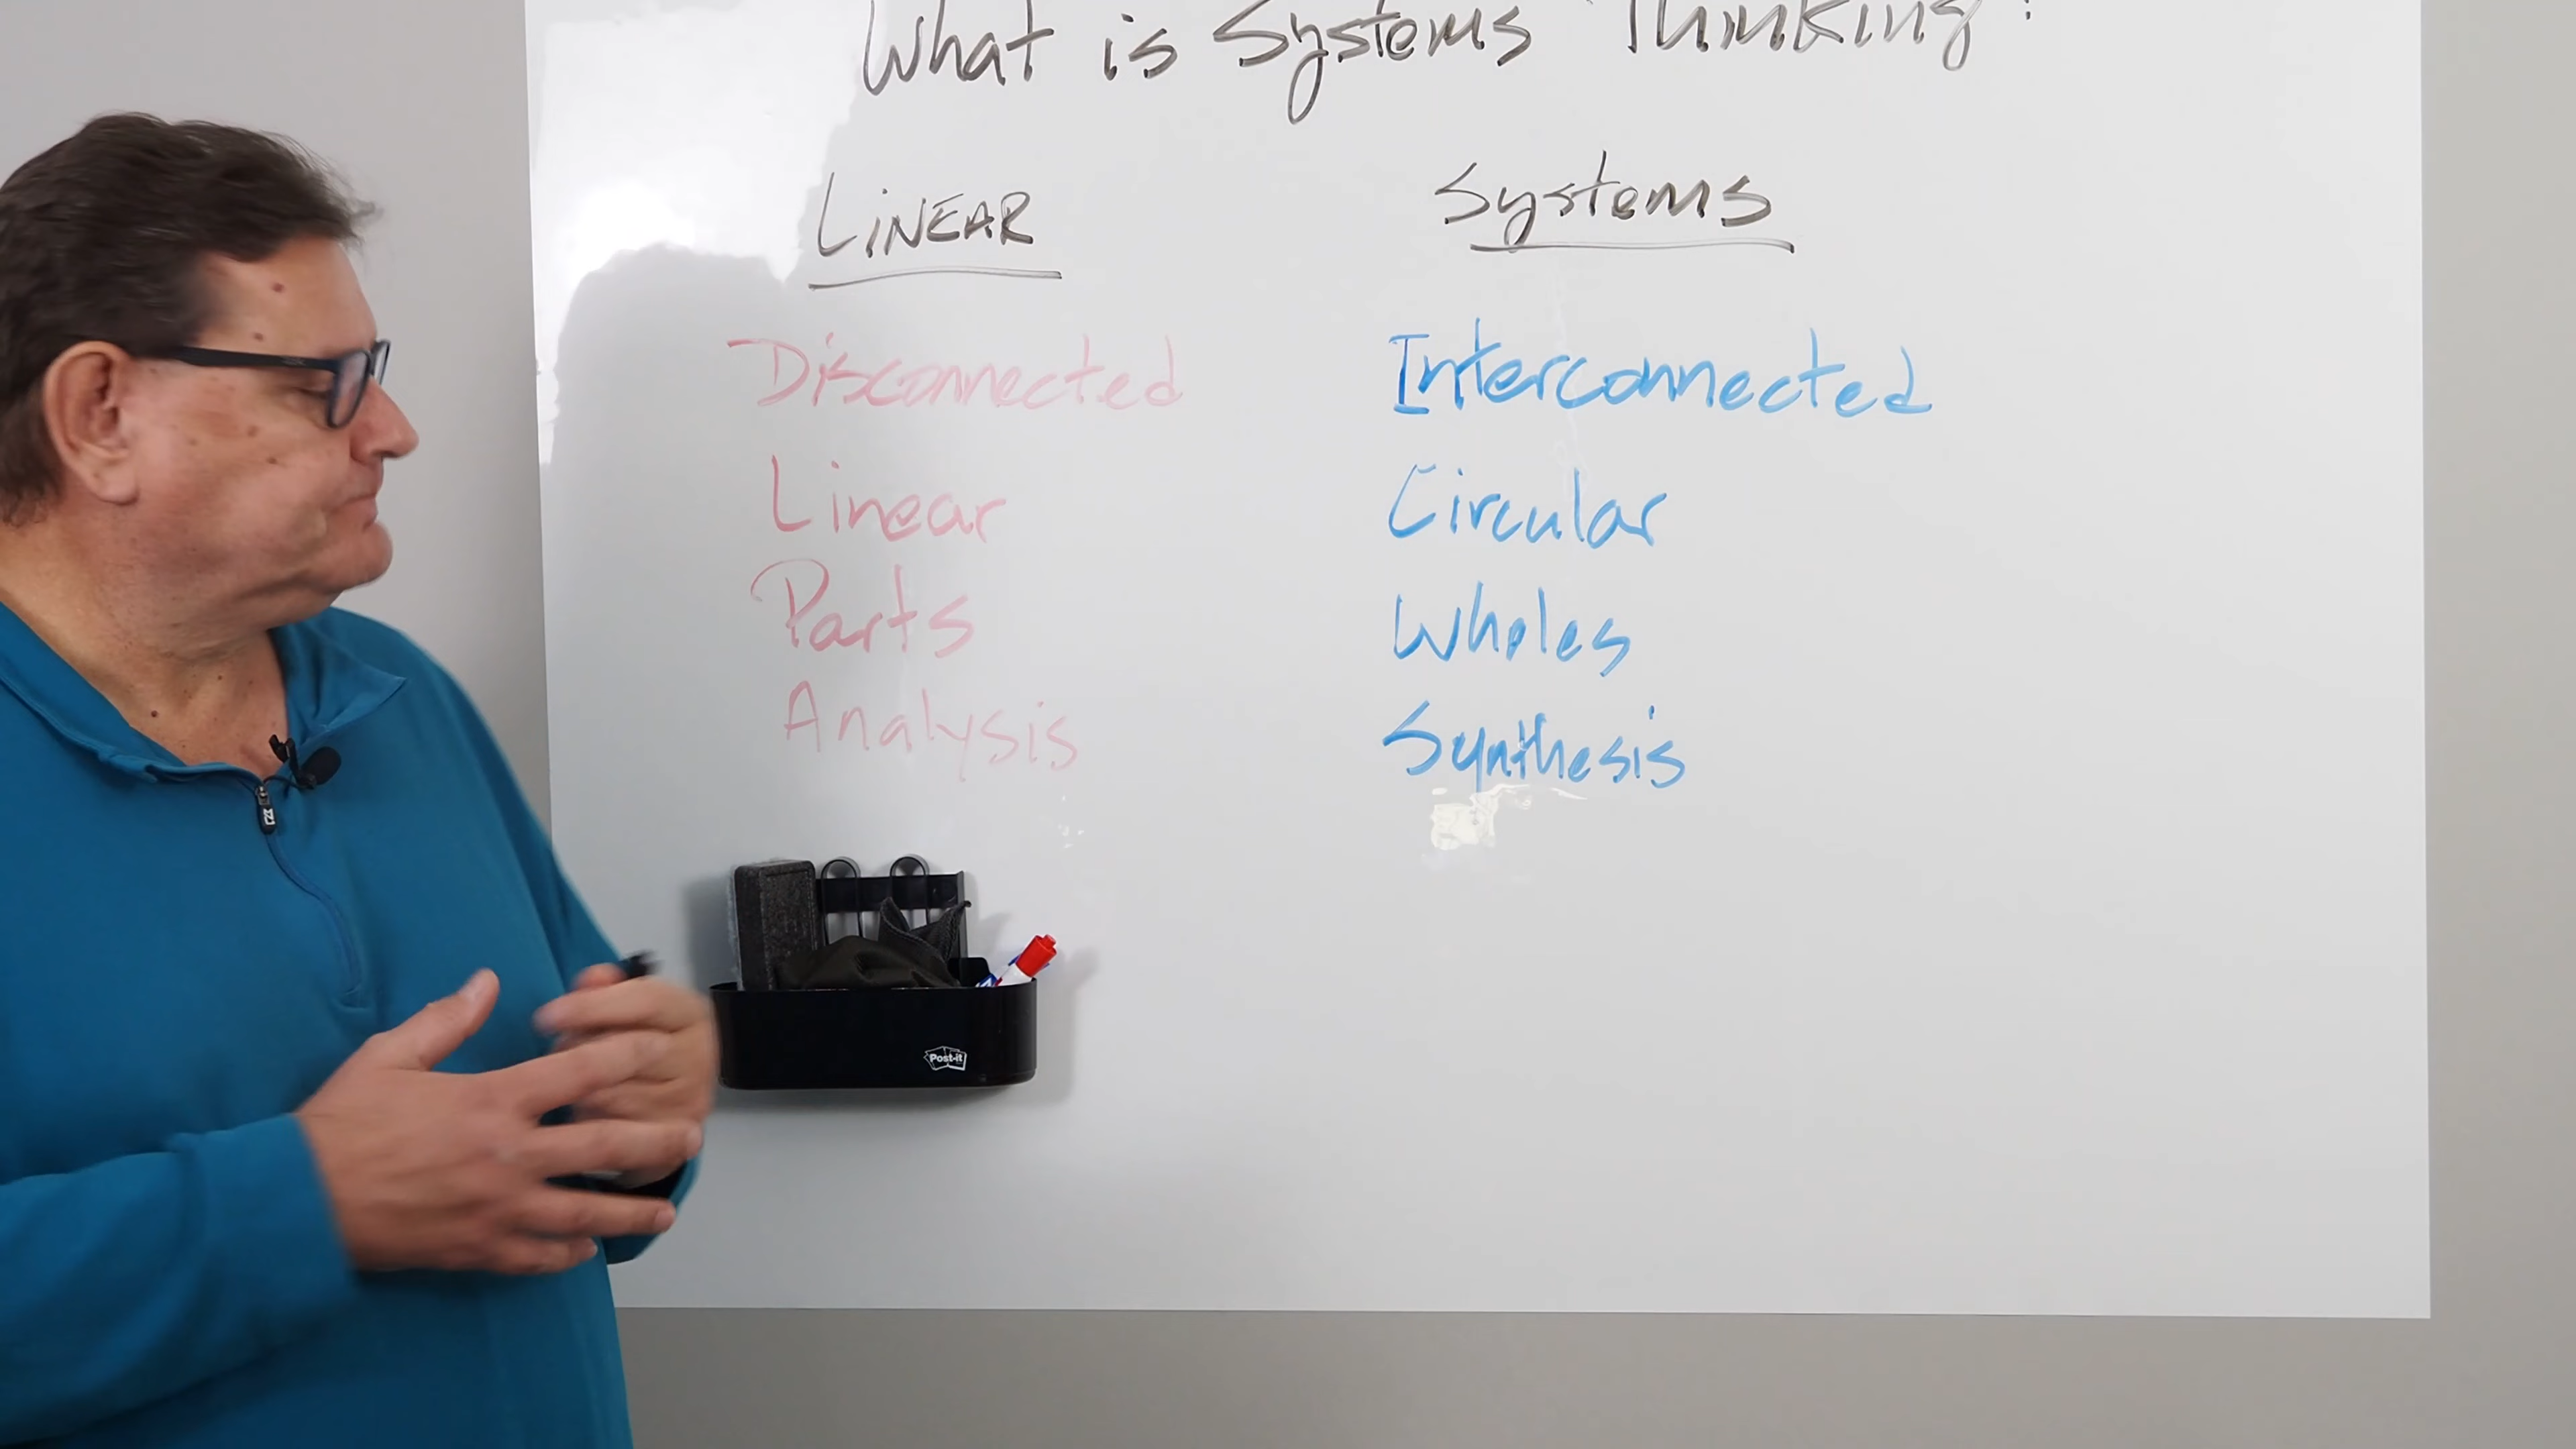 What is Systems Thinking?
LINEAR
Systems
Disconnected
Interconnected
Linear
Circular
Parts
Wholes
Analysis
Synthesis
Post-it